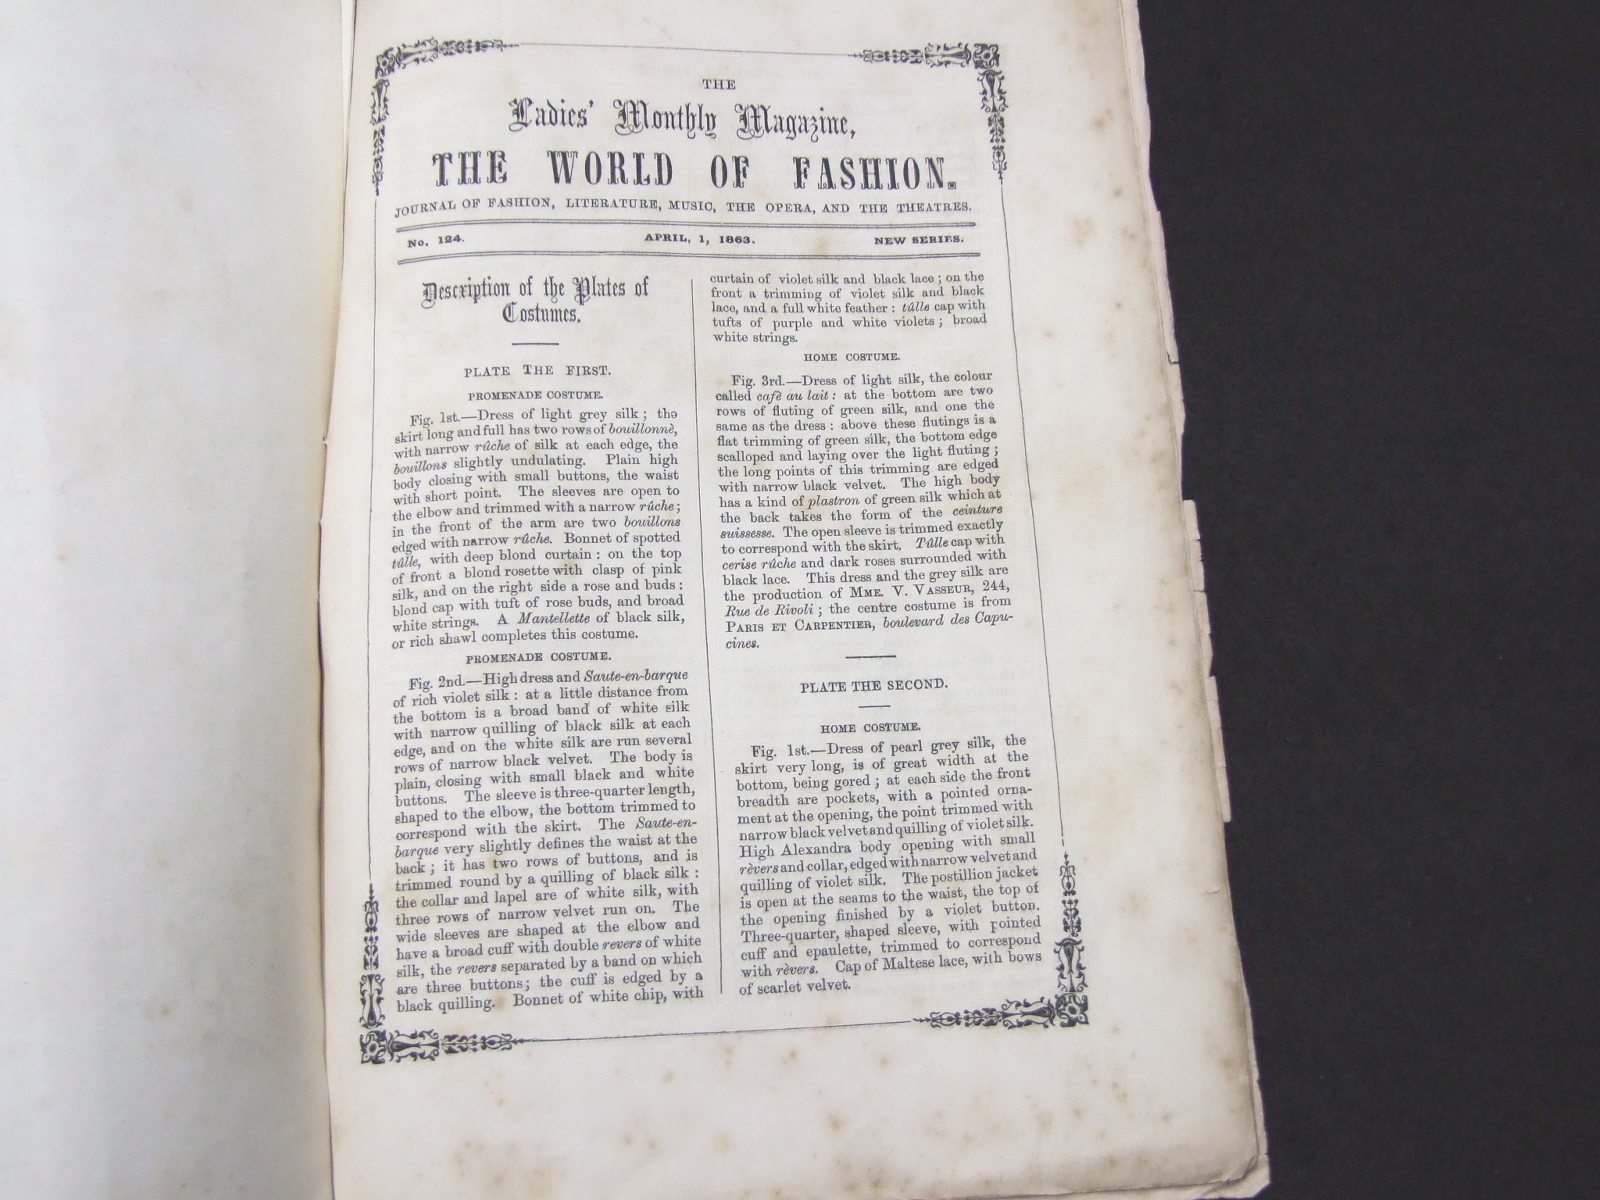 THE
Ladies' Monthly Magazine,
THE WORLD OF FASHION.
JOURNAL OF FASHION, LITERATURE, MUSIC, THE OPERA, AND THE THEATRES.
No. 124.
APRIL, 1, 1863.
NEW SERIES.
Description of the Plates of
Costumes.
PLATE THE FIRST.
PROMENADE COSTUME.
Fig. 1st.—Dress of light grey silk; the
skirt long and full has two rows of bouillonnè,
with narrow rûche of silk at each edge, the
bouillons slightly undulating. Plain high
body closing with small buttons, the waist
with short point. The sleeves are open to
the elbow and trimmed with a narrow rûche;
in the front of the arm are two bouillons
edged with narrow rûche. Bonnet of spotted
tûlle, with deep blond curtain: on the top
of front a blond rosette with clasp of pink
silk, and on the right side a rose and buds:
blond cap with tuft of rose buds, and broad
white strings. A Mantellette of black silk,
or rich shawl completes this costume.
PROMENADE COSTUME.
Fig. 2nd.—High dress and Saute-en-barque
of rich violet silk: at a little distance from
the bottom is a broad band of white silk
with narrow quilling of black silk at each
edge, and on the white silk are run several
rows of narrow black velvet. The body is
plain, closing with small black and white
buttons. The sleeve is three-quarter length,
shaped to the elbow, the bottom trimmed to
correspond with the skirt. The Saute-en-
barque very slightly defines the waist at the
back; it has two rows of buttons, and is
trimmed round by a quilling of black silk:
the collar and lapel are of white silk, with
three rows of narrow velvet run on. The
wide sleeves are shaped at the elbow and
have a broad cuff with double revers of white
silk, the revers separated by a band on which
are three buttons; the cuff is edged by a
black quilling. Bonnet of white chip, with
curtain of violet silk and black lace; on the
front a trimming of violet silk and black
lace, and a full white feather: tûlle cap with
tufts of purple and white violets; broad
white strings.
HOME COSTUME.
Fig. 3rd.—Dress of light silk, the colour
called cafè au lait: at the bottom are two
rows of fluting of green silk, and one the
same as the dress: above these flutings is a
flat trimming of green silk, the bottom edge
scalloped and laying over the light fluting;
the long points of this trimming are edged
with narrow black velvet. The high body
has a kind of plastron of green silk which at
the back takes the form of the ceinture
suissesse. The open sleeve is trimmed exactly
to correspond with the skirt. Tûlle cap with
cerise rûche and dark roses surrounded with
black lace. This dress and the grey silk are
the production of MME. V. VASSEUR, 244,
Rue de Rivoli; the centre costume is from
PARIS ET CARPENTIER, boulevard des Capu-
cines.
PLATE THE SECOND.
HOME COSTUME.
Fig. 1st.—Dress of pearl grey silk, the
skirt very long, is of great width at the
bottom, being gored; at each side the front
breadth are pockets, with a pointed orna-
ment at the opening, the point trimmed with
narrow black velvet and quilling of violet silk.
High Alexandra body opening with small
rèvers and collar, edged with narrow velvet and
quilling of violet silk. The postillion jacket
is open at the seams to the waist, the top of
the opening finished by a violet button.
Three-quarter, shaped sleeve, with pointed
cuff and epaulette, trimmed to correspond
with rèvers. Cap of Maltese lace, with bows
of scarlet velvet.